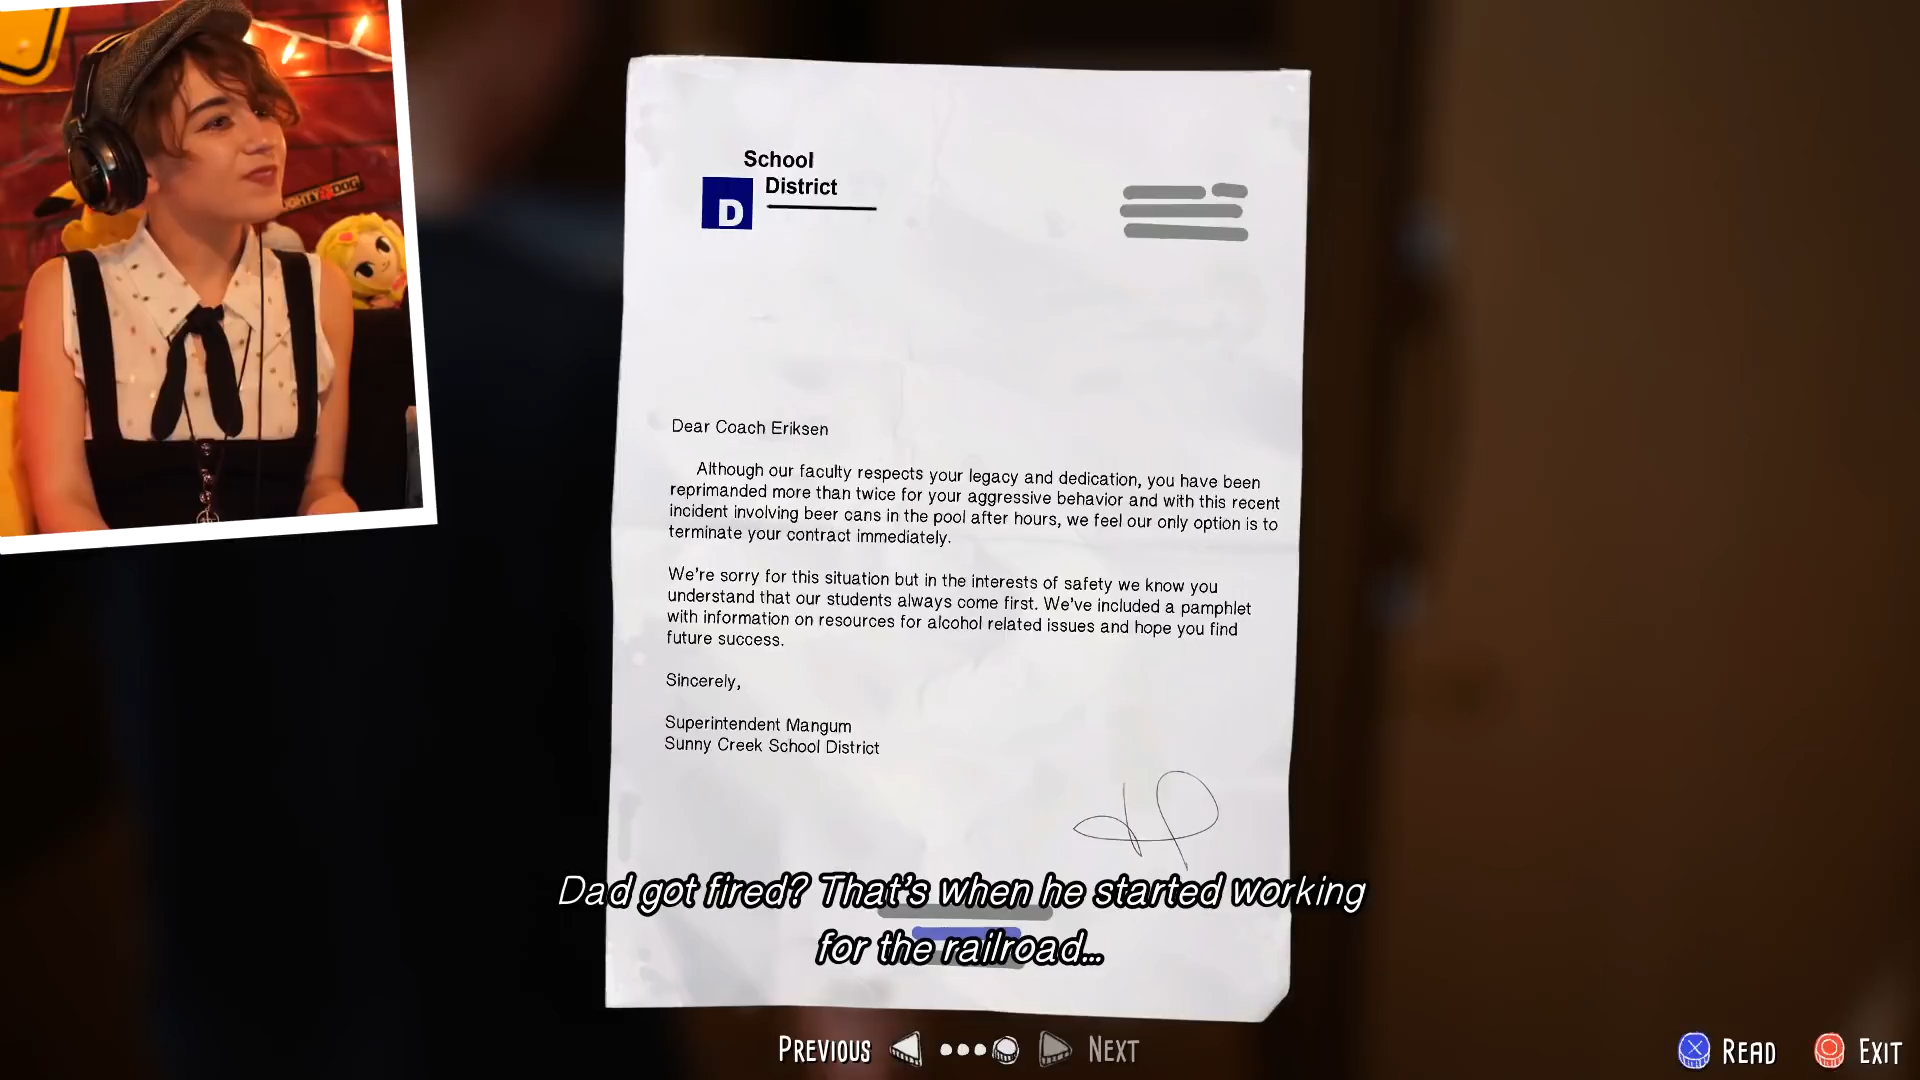 School
District
D
UGHTY DOG
Dear Coach Eriksen
Although our faculty respects your legacy and dedication, you have been
reprimanded more than twice for your aggressive behavior and with this recent
incident involving beer cans in the pool after hours, we feel our only option is to
terminate your contract immediately.
We're sorry for this situation but in the interests of safety we know you
understand that our students always come first. We've included a pamphlet
with information on resources for alcohol related issues and hope you find
future success.
Sincerely,
Superintendent Mangum
Sunny Creek School District
Dad got fired? That's when he started working
for the railroad...
PREVIOUS NEXT
READ EXIT